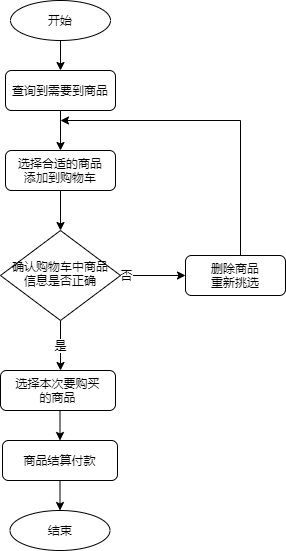 开始
查询到需要到商品
选择合适的商品
添加到购物车
确认购物车中商品
信息是否正确
否
删除商品
重新挑选
是
选择本次要购买
的商品
商品结算付款
结束